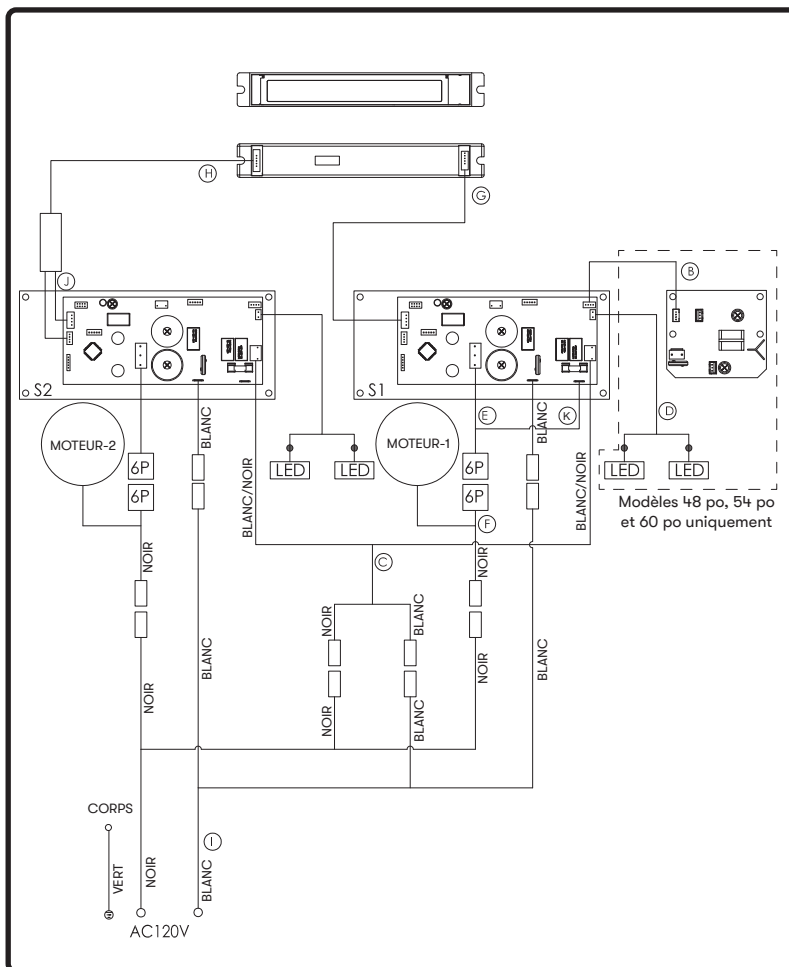 H
G
J
B
S2
S1
E
K
D
MOTEUR-2
BLANC
MOTEUR-1
BLANC
6P
LED
LED
6P
LED
LED
6P
6P
BLANC/NOIR
BLANC/NOIR
Modèles 48 po, 54 po
et 60 po uniquement
F
NOIR
C
NOIR
NOIR
BLANC
NOIR
BLANC
NOIR
BLANC
NOIR
BLANC
NOIR
CORPS
I
VERT
NOIR
BLANC
AC120V